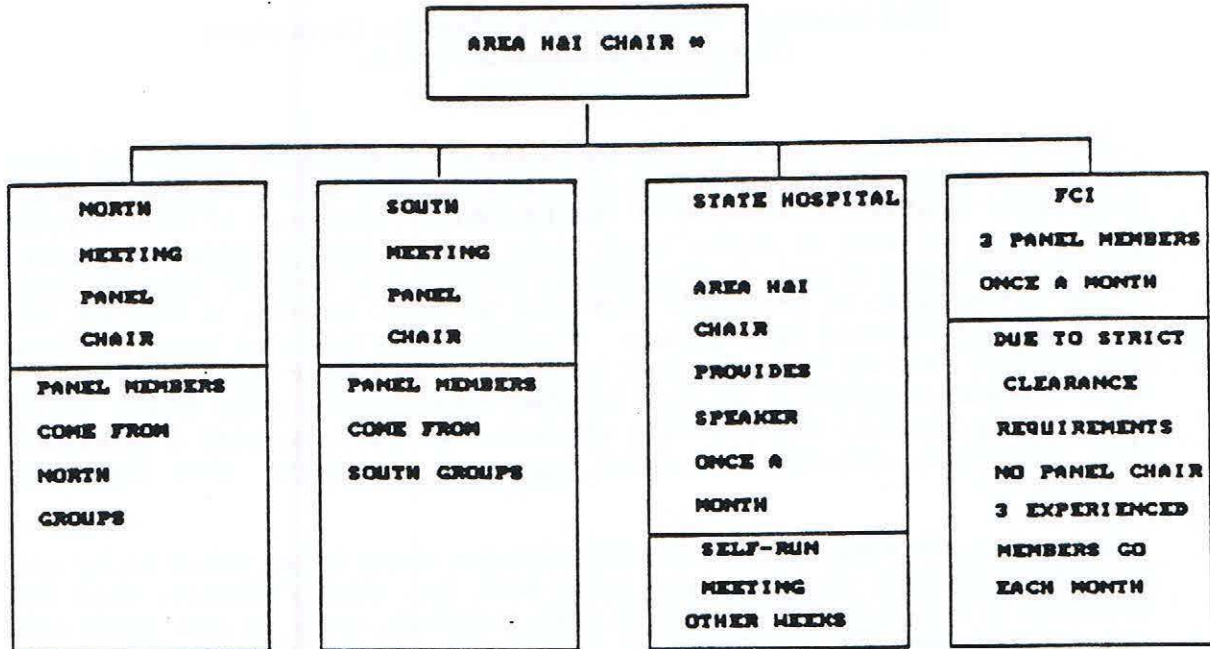 AREA H&I CHAIR *
NORTH
MEETING
PANEL
CHAIR
PANEL MEMBERS
COME FROM
NORTH
GROUPS
SOUTH
MEETING
PANEL
CHAIR
PANEL MEMBERS
COME FROM
SOUTH GROUPS
STATE HOSPITAL
AREA H&I
CHAIR
PROVIDES
SPEAKER
ONCE A
MONTH
SELF-RUN
MEETING
OTHER WEEKS
FCI
3 PANEL MEMBERS
ONCE A MONTH
DUE TO STRICT
CLEARANCE
REQUIREMENTS
NO PANEL CHAIR
3 EXPERIENCED
MEMBERS GO
EACH MONTH